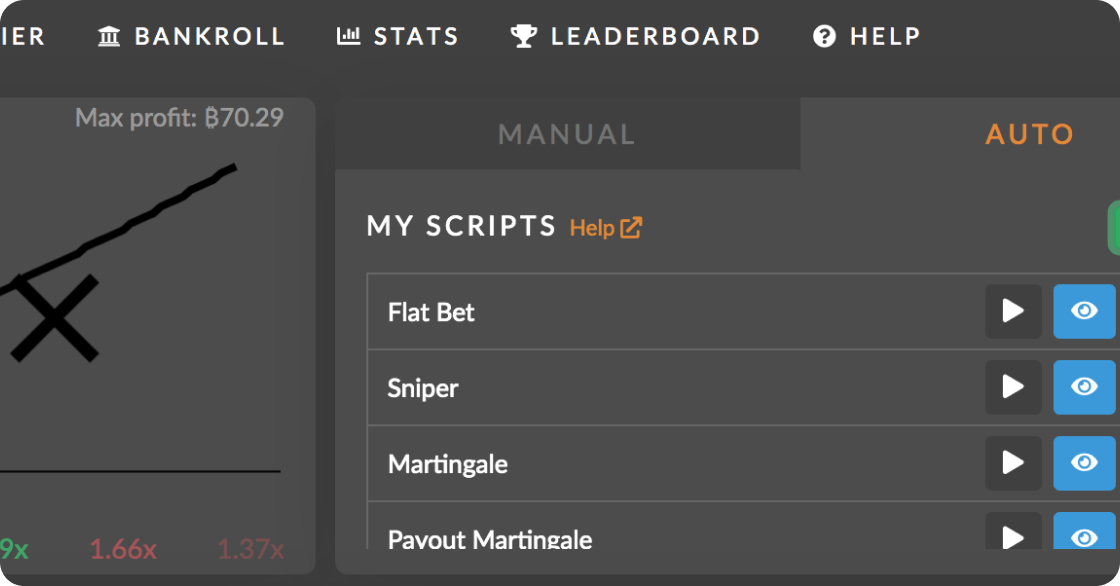 IER BANKROLL STATS LEADERBOARD HELP
Max profit: ₿70.29
MANUAL AUTO
MY SCRIPTS Help
Flat Bet
Sniper
Martingale
Payout Martingale
9x 1.66x 1.37x